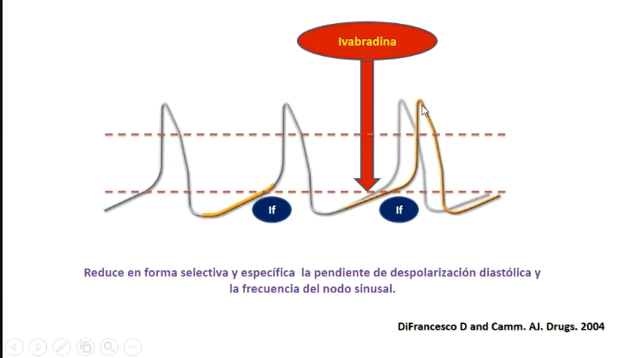 Ivabradina
If
If
Reduce en forma selectiva y específica la pendiente de despolarización diastólica y
la frecuencia del nodo sinusal.
DiFrancesco D and Camm. AJ. Drugs. 2004